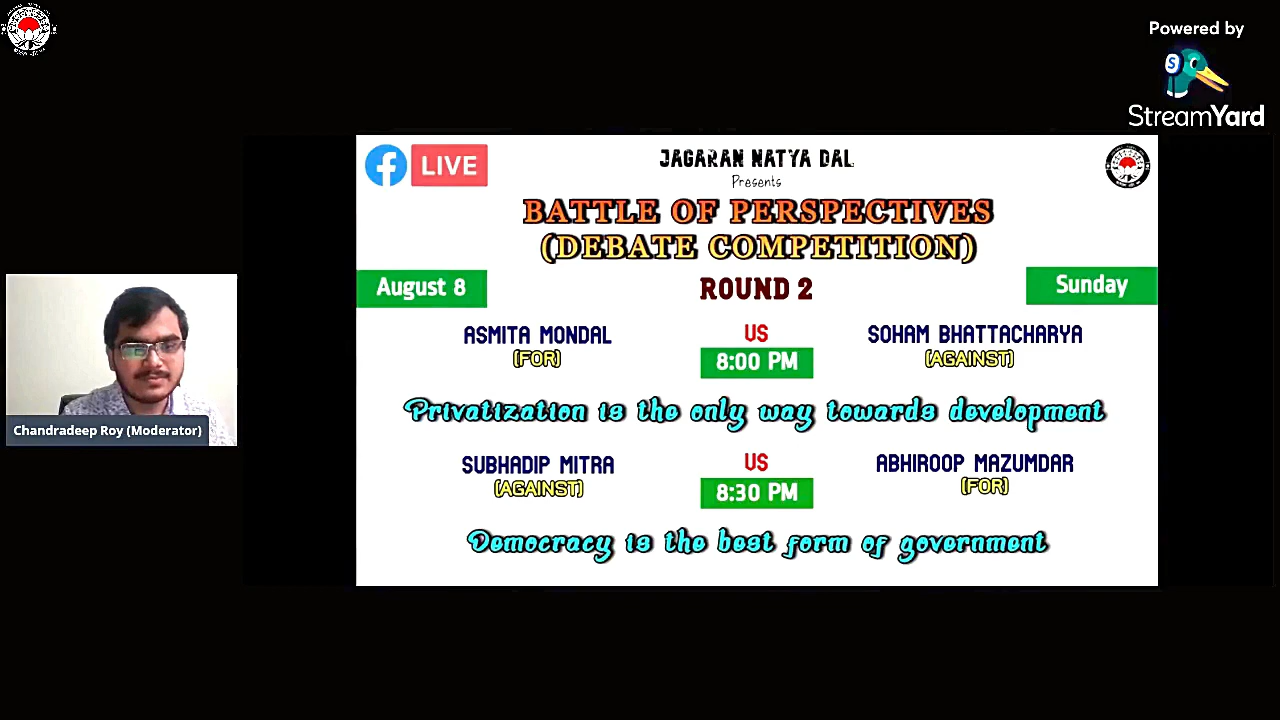 Powered by
StreamYard
LIVE
JAGARAN NATYA DAL
Presents
BATTLE OF PERSPECTIVES
(DEBATE COMPETITION)
August 8
ROUND 2
Sunday
ASMITA MONDAL
VS
SOHAM BHATTACHARYA
(FOR)
8:00 PM
(AGAINST)
Privatization is the only way towards development
SUBHADIP MITRA
VS
ABHIROOP MAZUMDAR
(AGAINST)
8:30 PM
(FOR)
Democracy is the best form of government
Chandradeep Roy (Moderator)